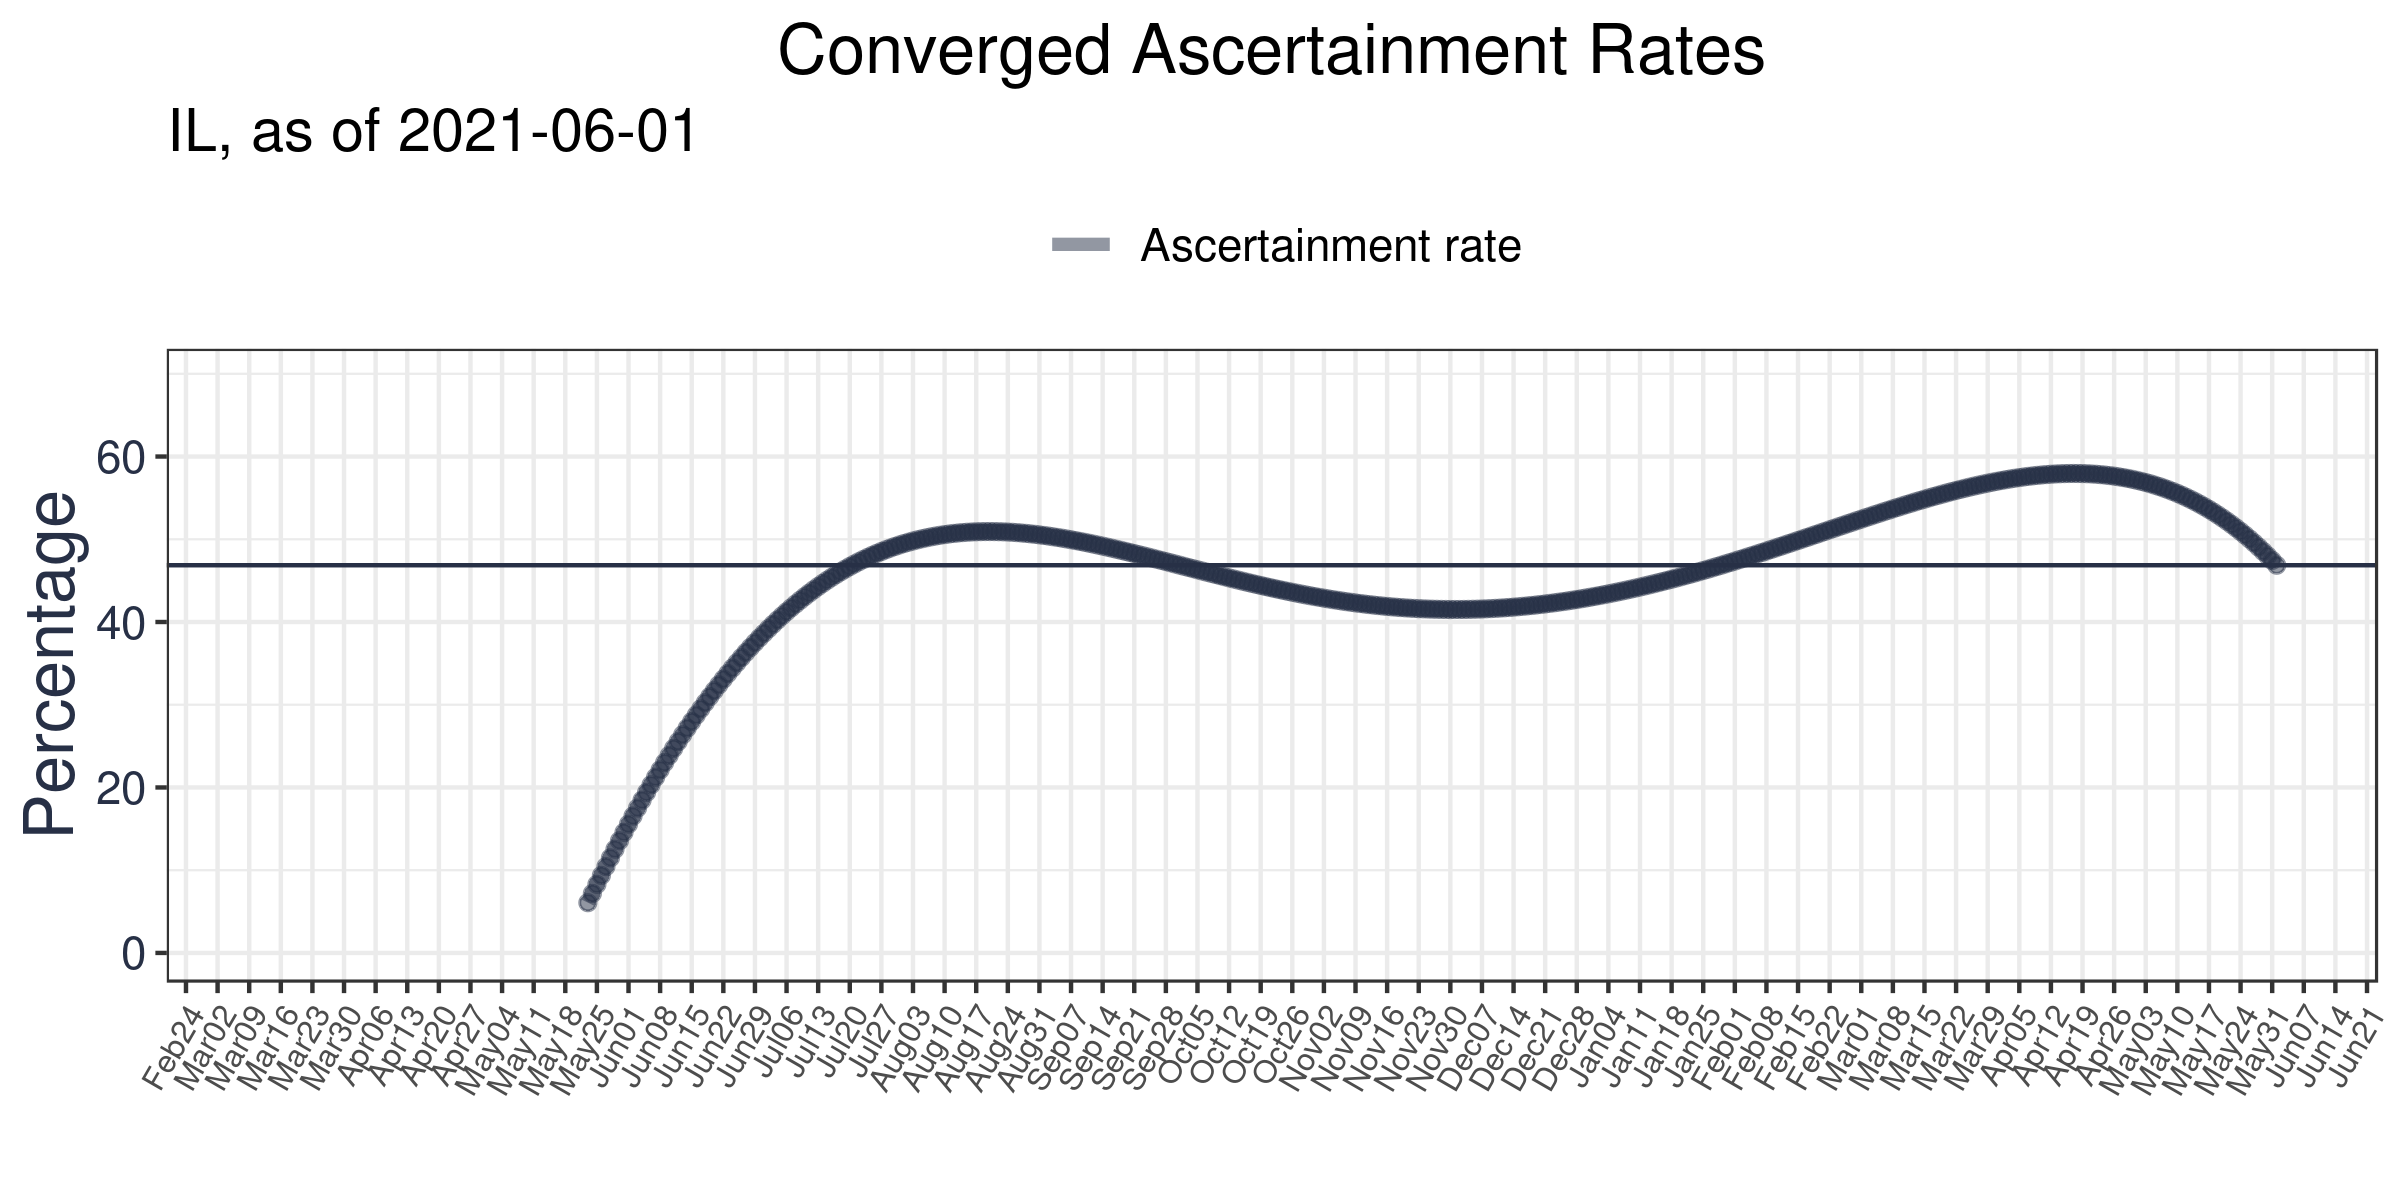 Converged Ascertainment Rates
IL, as of 2021-06-01
Ascertainment rate
Percentage
60
40
20
0
Feb24
Mar02
Mar09
Mar16
Mar23
Mar30
Apr06
Apr13
Apr20
Apr27
May04
May11
May18
May25
Jun01
Jun08
Jun15
Jun22
Jun29
Jul06
Jul13
Jul20
Jul27
Aug03
Aug10
Aug17
Aug24
Aug31
Sep07
Sep14
Sep21
Sep28
Oct05
Oct12
Oct19
Oct26
Nov02
Nov09
Nov16
Nov23
Nov30
Dec07
Dec14
Dec21
Dec28
Jan04
Jan11
Jan18
Jan25
Feb01
Feb08
Feb15
Feb22
Mar01
Mar08
Mar15
Mar22
Mar29
Apr05
Apr12
Apr19
Apr26
May03
May10
May17
May24
May31
Jun07
Jun14
Jun21